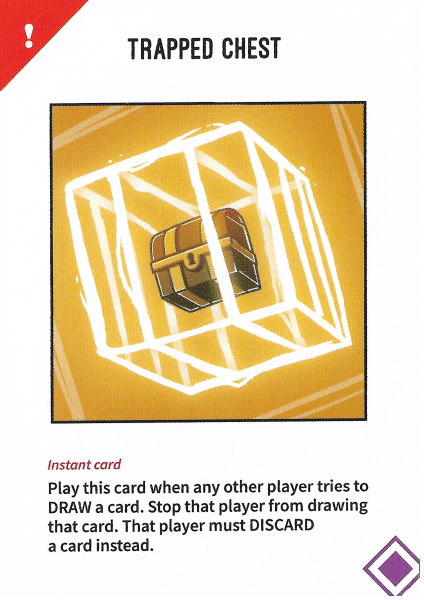 !
TRAPPED CHEST
Instant card
Play this card when any other player tries to
DRAW a card. Stop that player from drawing
that card. That player must DISCARD
a card instead.